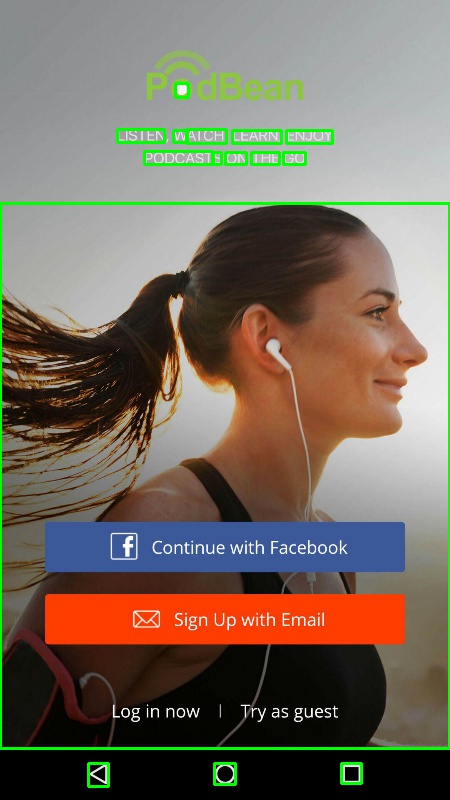 PodBean
LISTEN, WATCH, LEARN, ENJOY
PODCASTS ON THE GO
Continue with Facebook
Sign Up with Email
Log in now | Try as guest